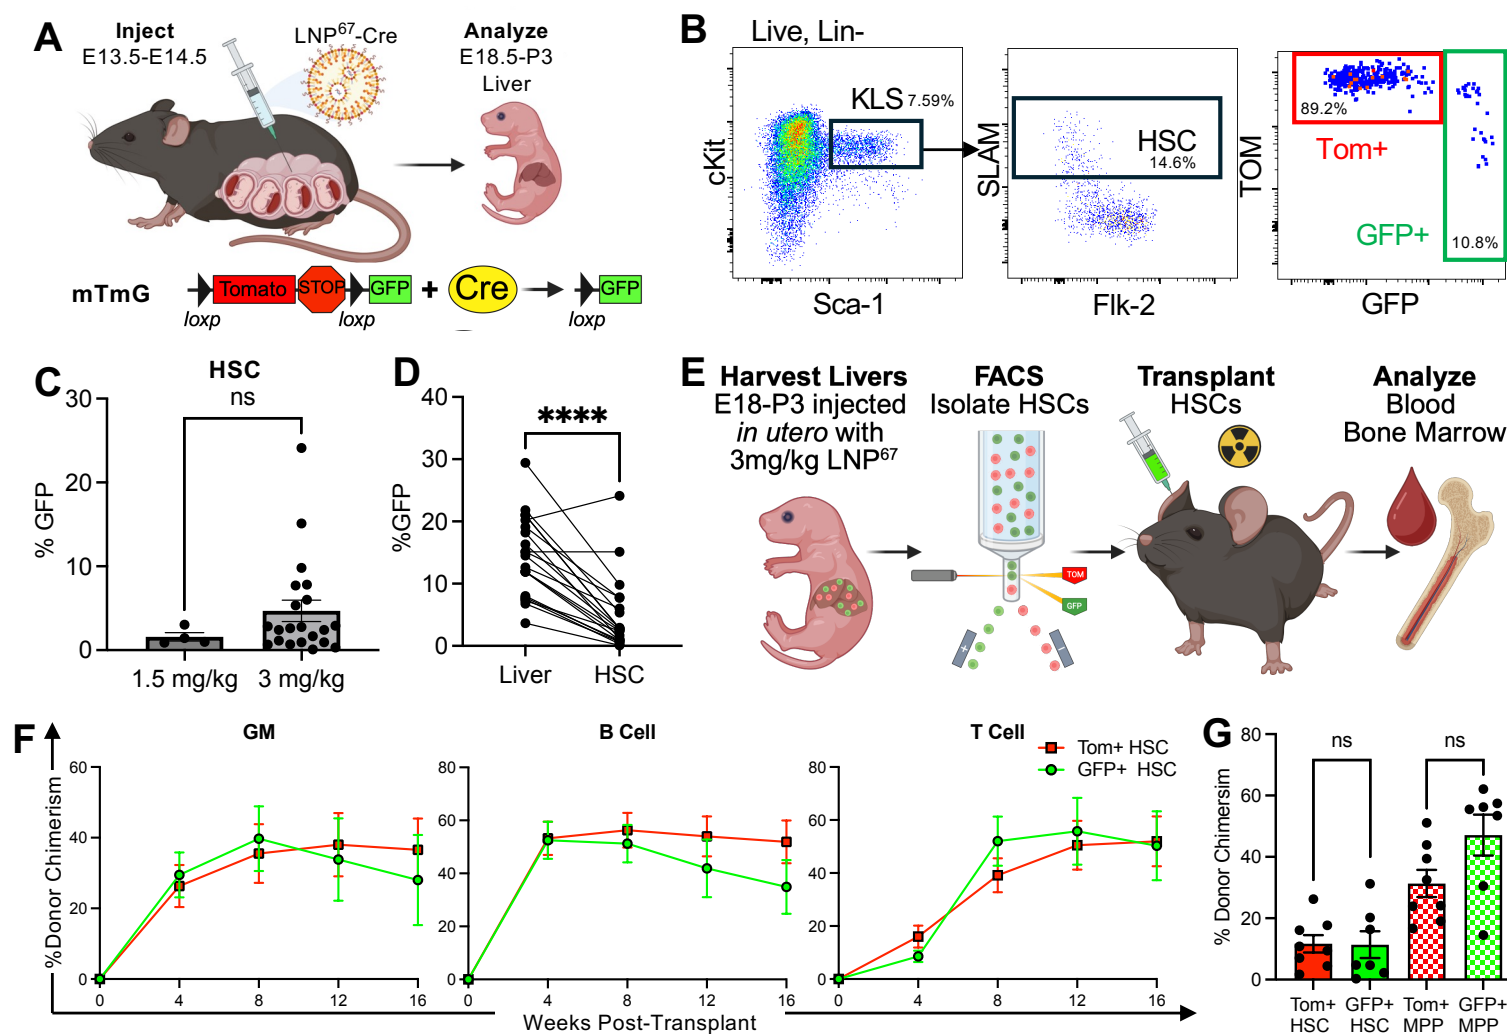 A
Inject
E13.5-E14.5
LNP67-Cre
Analyze
E18.5-P3
Liver
mTmG
Tomato
STOP
GFP
+
Cre
GFP
loxp
loxp
loxp
B
Live, Lin-
KLS 7.59%
cKit
Sca-1
HSC
14.6%
SLAM
Flk-2
89.2%
Tom+
GFP+
10.8%
TOM
GFP
C
HSC
ns
30
20
10
0
% GFP
1.5 mg/kg
3 mg/kg
D
****
40
30
20
10
0
%GFP
Liver
HSC
E
Harvest Livers
E18-P3 injected
in utero with
3mg/kg LNP67
FACS
Isolate HSCs
TOM
GFP
+
–
Transplant
HSCs
Analyze
Blood
Bone Marrow
F
%Donor Chimerism
GM
60
40
20
0
0 4 8 12 16
B Cell
80
60
40
20
0
0 4 8 12 16
T Cell
Tom+ HSC
GFP+ HSC
80
60
40
20
0
0 4 8 12 16
Weeks Post-Transplant
G
ns
ns
80
60
40
20
0
% Donor Chimersim
Tom+
HSC
GFP+
HSC
Tom+
MPP
GFP+
MPP